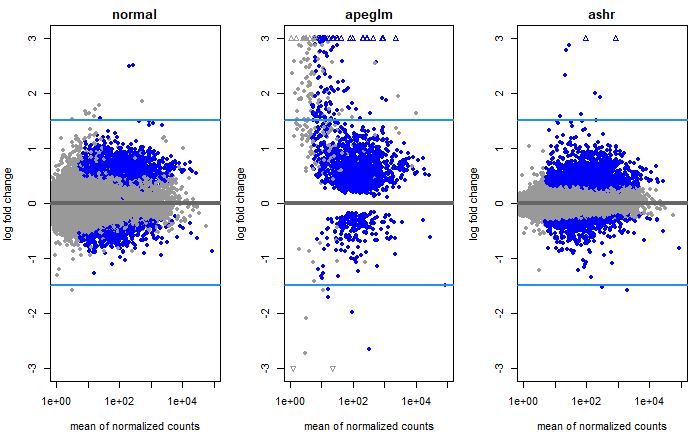 normal
apeglm
ashr
log fold change
3
2
1
0
-1
-2
-3
1e+00
1e+02
1e+04
mean of normalized counts
log fold change
3
2
1
0
-1
-2
-3
1e+00
1e+02
1e+04
mean of normalized counts
log fold change
3
2
1
0
-1
-2
-3
1e+00
1e+02
1e+04
mean of normalized counts